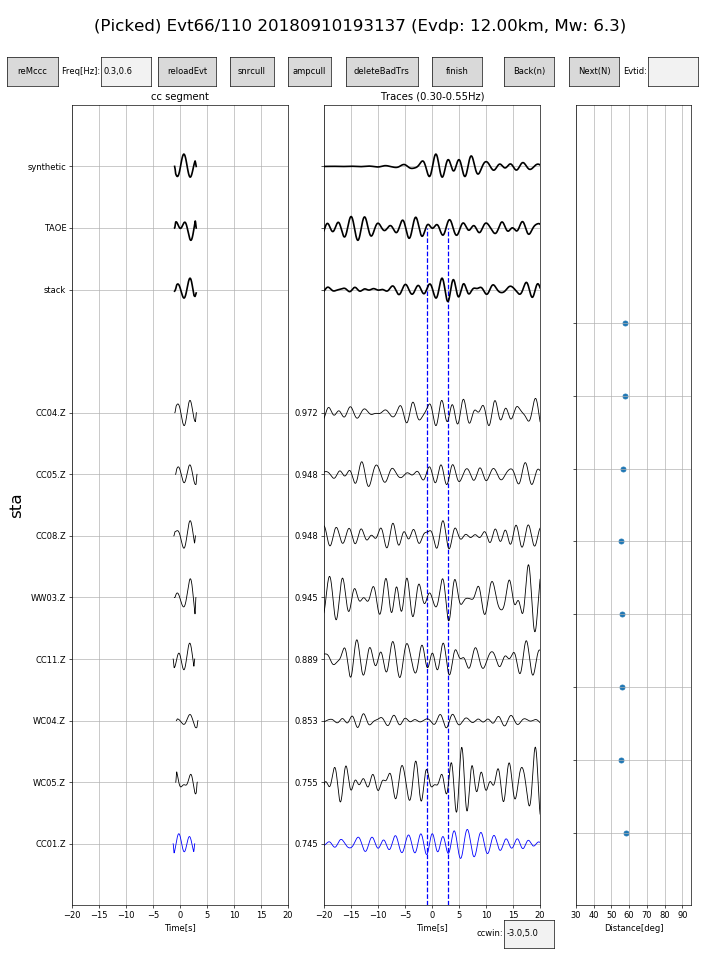 (Picked) Evt66/110 20180910193137 (Evdp: 12.00km, Mw: 6.3)
reMccc Freq[Hz]: 0.3,0.6 reloadEvt snrcull ampcull deleteBadTrs finish Back(n) Next(N) Evtid:
cc segment Traces (0.30-0.55Hz)
synthetic
TAOE
stack
CC04.Z 0.972
CC05.Z 0.948
CC08.Z 0.948
WW03.Z 0.945
CC11.Z 0.889
WC04.Z 0.853
WC05.Z 0.755
CC01.Z 0.745
sta
−20 −15 −10 −5 0 5 10 15 20 −20 −15 −10 −5 0 5 10 15 20 30 40 50 60 70 80 90
Time[s] Time[s] Distance[deg]
ccwin: -3.0,5.0